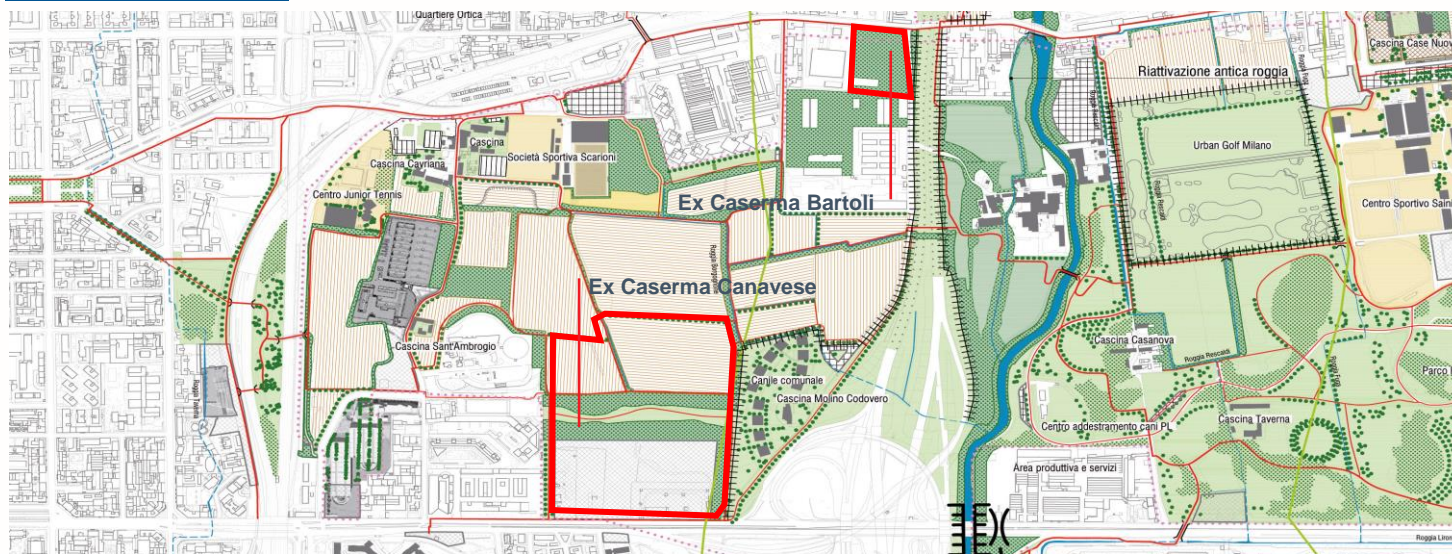 Quartiere Ortica
Cascina Case Nuov
Riattivazione antica roggia
Roggia
Urban Golf Milano
Cascina
Cascina Cavriana
Società Sportiva Scarioni
Centro Junior Tennis
Ex Caserma Bartoli
Centro Sportivo Saini
Ex Caserma Canavese
Cascina Sant'Ambrogio
Cascina Casanova
Roggia Rescaldi
Canile comunale
Cascina Molino Codovero
Parco
Cascina Taverna
Centro addestramento cani PL
Area produttiva e servizi
Roggia